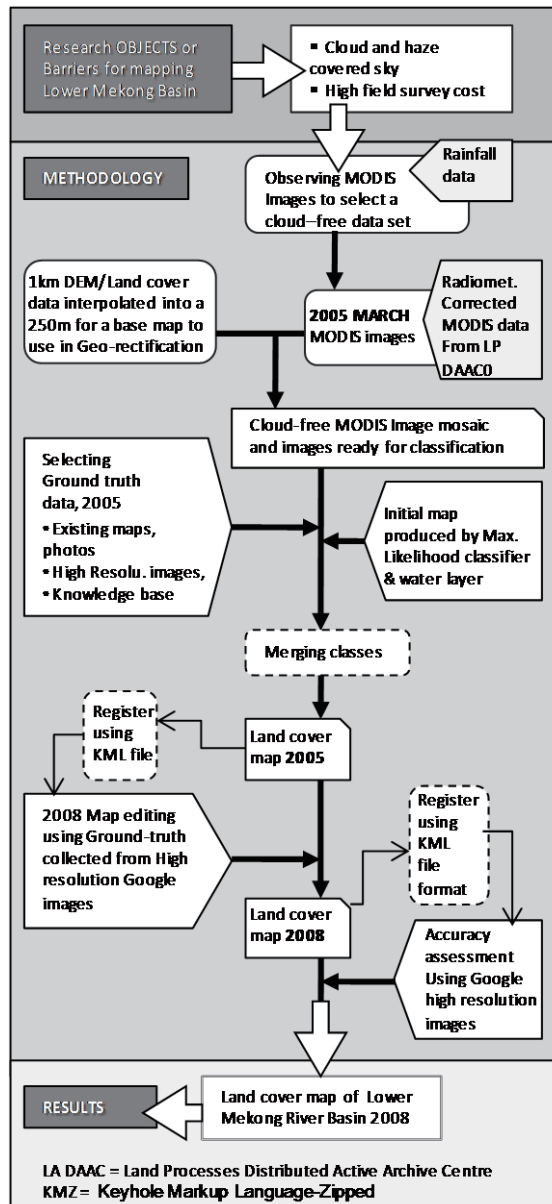 Research OBJECTS or
Barriers for mapping
Lower Mekong Basin
▪ Cloud and haze
covered sky
▪ High field survey cost
METHODOLOGY
Observing MODIS
Images to select a
cloud–free data set
Rainfall
data
1km DEM/Land cover
data interpolated into a
250m for a base map to
use in Geo-rectification
2005 MARCH
MODIS images
Radiomet.
Corrected
MODIS data
From LP
DAAC0
Cloud-free MODIS Image mosaic
and images ready for classification
Selecting
Ground truth
data, 2005
• Existing maps,
photos
• High Resolu. images,
• Knowledge base
Initial map
produced by Max.
Likelihood classifier
& water layer
Merging classes
Register
using
KML file
Land cover
map 2005
2008 Map editing
using Ground-truth
collected from High
resolution Google
images
Register
using
KML
file
format
Land cover
map 2008
Accuracy
assessment
Using Google
high resolution
images
RESULTS
Land cover map of Lower
Mekong River Basin 2008
LA DAAC = Land Processes Distributed Active Archive Centre
KMZ = Keyhole Markup Language-Zipped